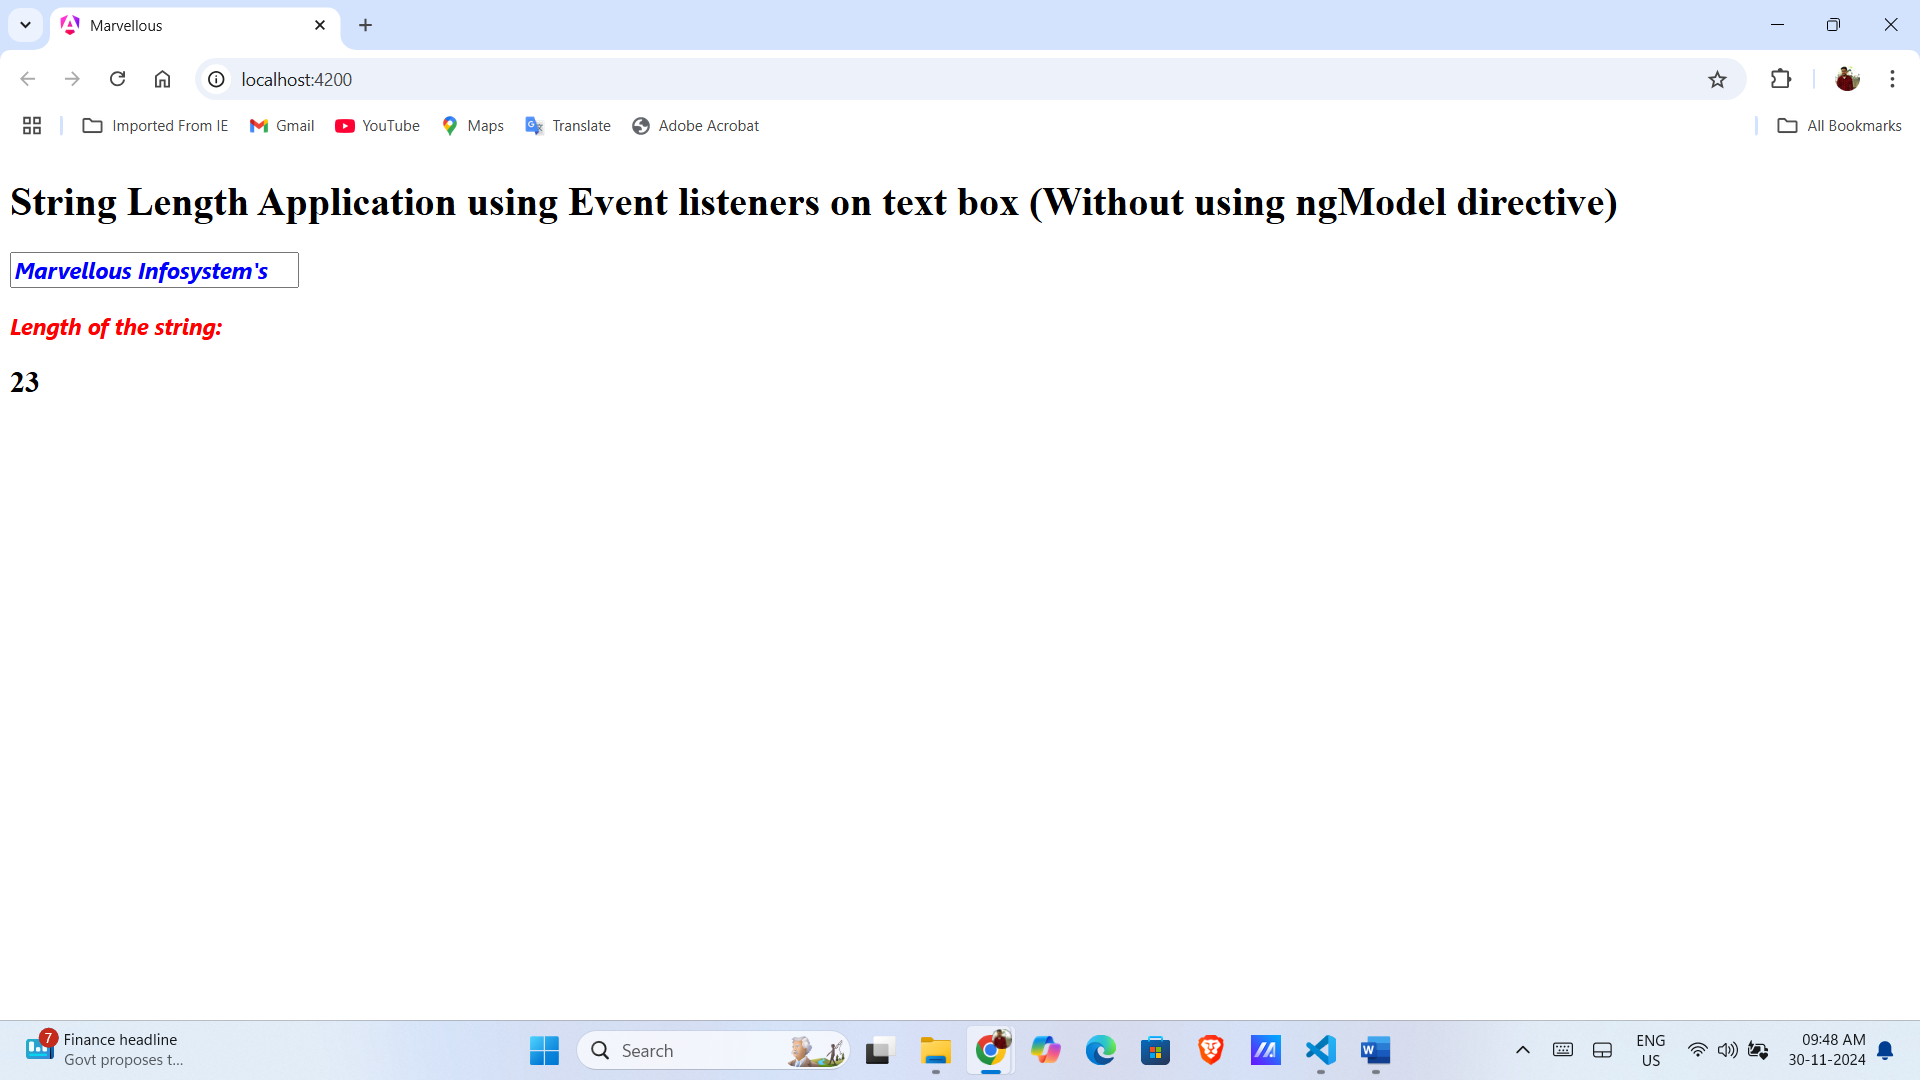 Marvellous
localhost:4200
Imported From IE
Gmail
YouTube
Maps
Translate
Adobe Acrobat
All Bookmarks
String Length Application using Event listeners on text box (Without using ngModel directive)
Marvellous Infosystem's
Length of the string:
23
7
Finance headline
Govt proposes t...
Search
ENG
US
09:48 AM
30-11-2024